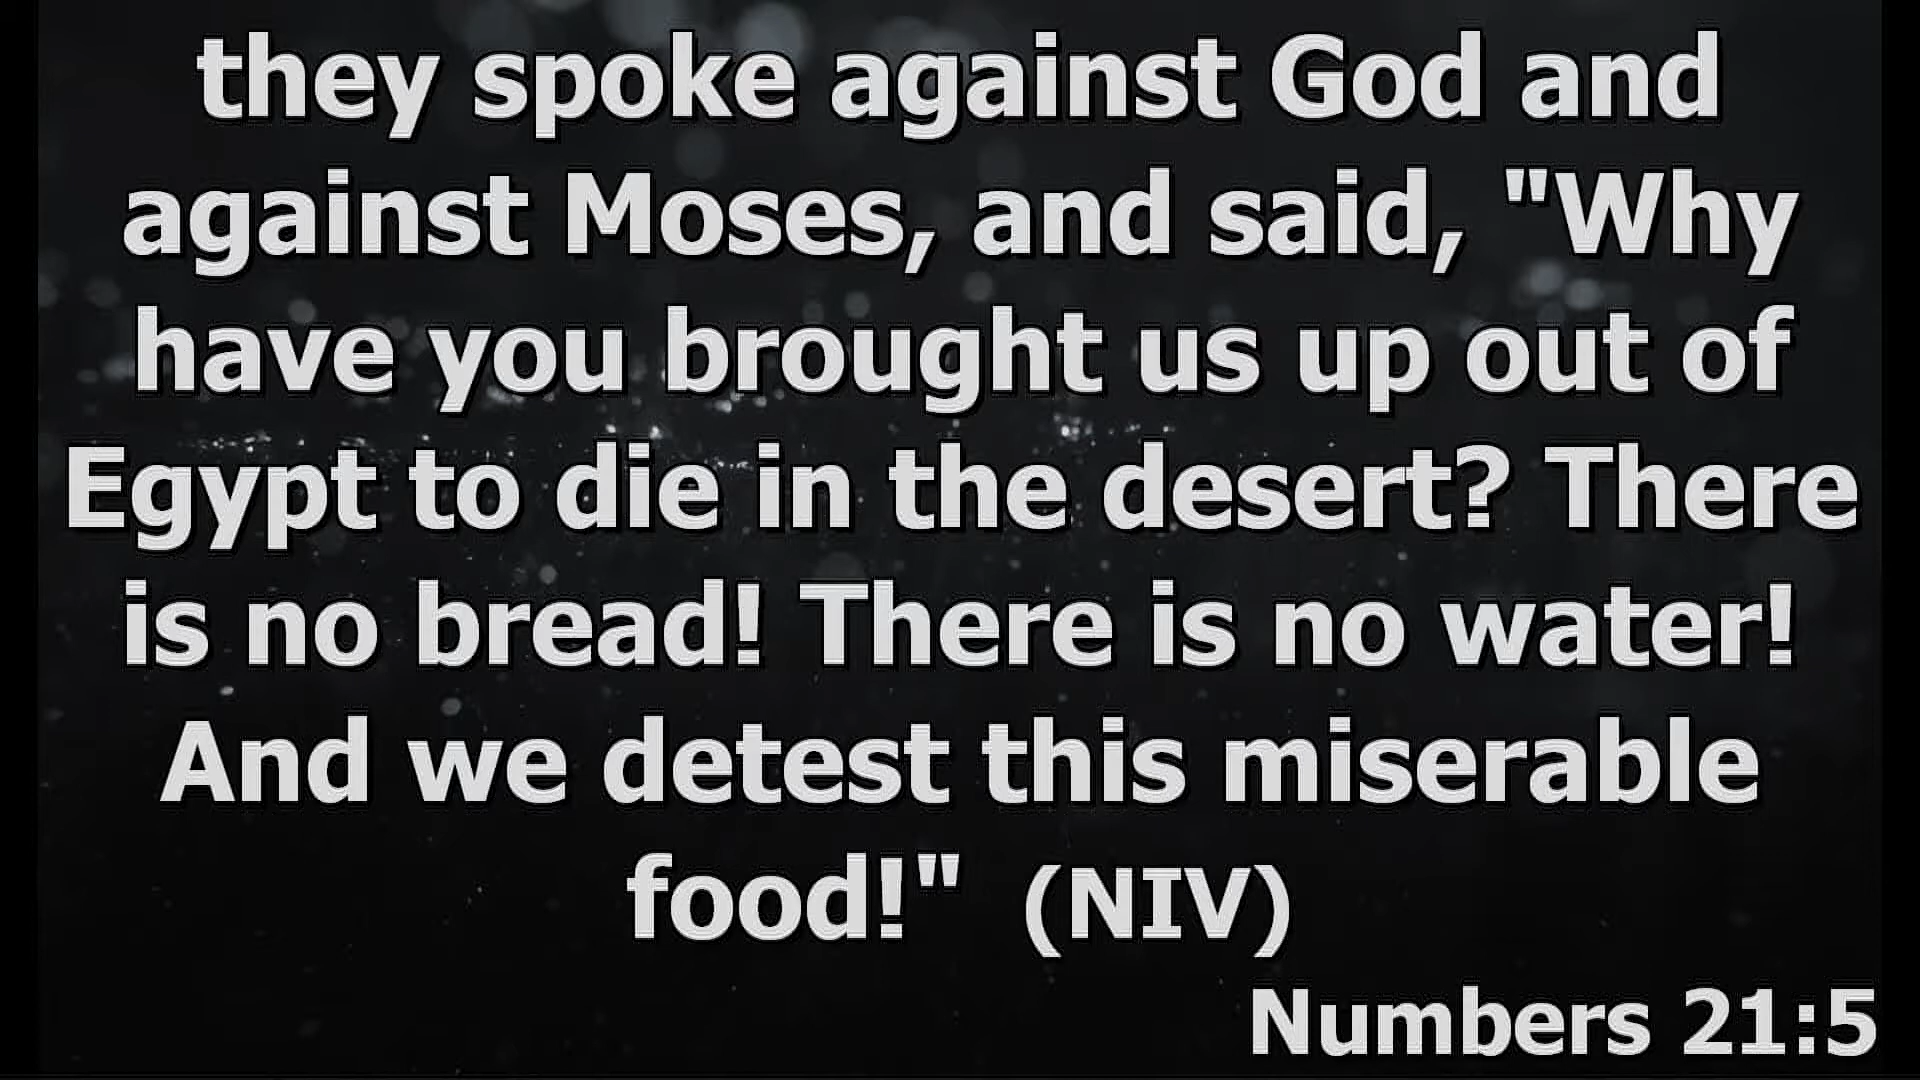 they spoke against God and
against Moses, and said, "Why
have you brought us up out of
Egypt to die in the desert? There
is no bread! There is no water!
And we detest this miserable
food!" (NIV)
Numbers 21:5